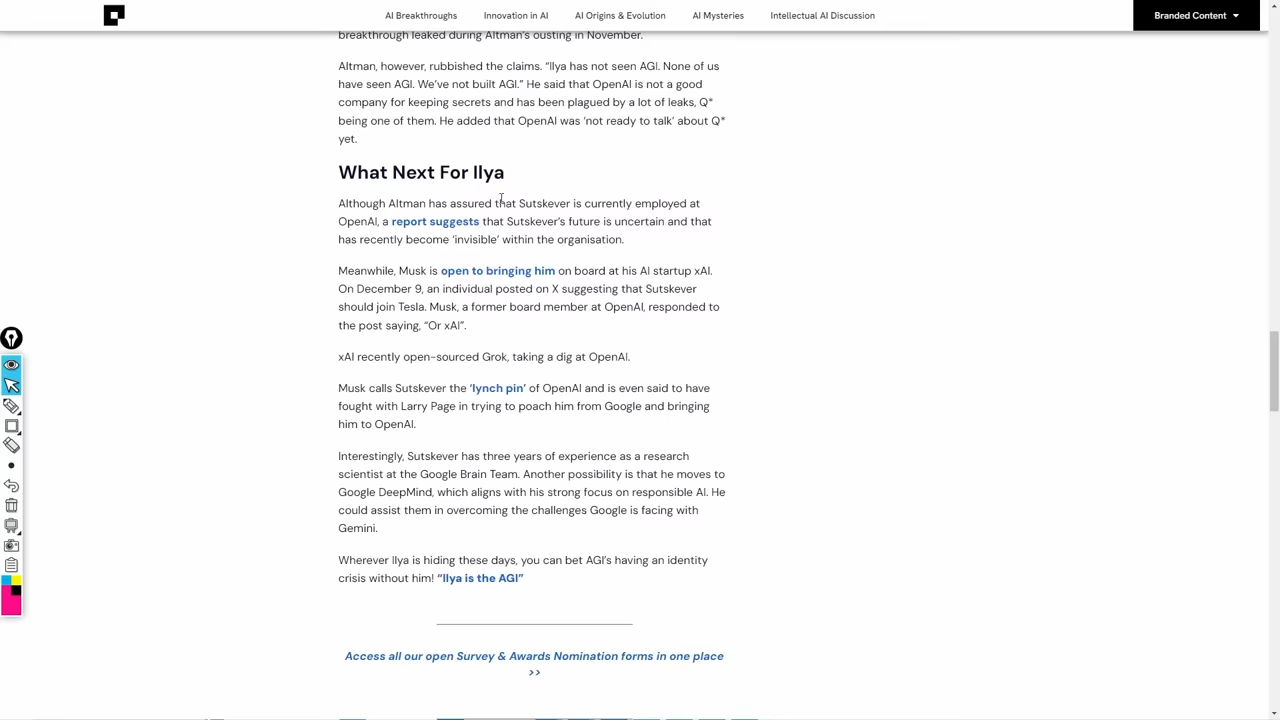 AI Breakthroughs Innovation in AI AI Origins & Evolution AI Mysteries Intellectual AI Discussion Branded Content
breakthrough leaked during Altman's ousting in November.
Altman, however, rubbished the claims. “Ilya has not seen AGI. None of us
have seen AGI. We’ve not built AGI.” He said that OpenAI is not a good
company for keeping secrets and has been plagued by a lot of leaks, Q*
being one of them. He added that OpenAI was ‘not ready to talk’ about Q*
yet.
What Next For Ilya
Although Altman has assured that Sutskever is currently employed at
OpenAI, a report suggests that Sutskever’s future is uncertain and that
has recently become ‘invisible’ within the organisation.
Meanwhile, Musk is open to bringing him on board at his AI startup xAI.
On December 9, an individual posted on X suggesting that Sutskever
should join Tesla. Musk, a former board member at OpenAI, responded to
the post saying, “Or xAI”.
xAI recently open-sourced Grok, taking a dig at OpenAI.
Musk calls Sutskever the ‘lynch pin’ of OpenAI and is even said to have
fought with Larry Page in trying to poach him from Google and bringing
him to OpenAI.
Interestingly, Sutskever has three years of experience as a research
scientist at the Google Brain Team. Another possibility is that he moves to
Google DeepMind, which aligns with his strong focus on responsible AI. He
could assist them in overcoming the challenges Google is facing with
Gemini.
Wherever Ilya is hiding these days, you can bet AGI’s having an identity
crisis without him! “Ilya is the AGI”
Access all our open Survey & Awards Nomination forms in one place
>>